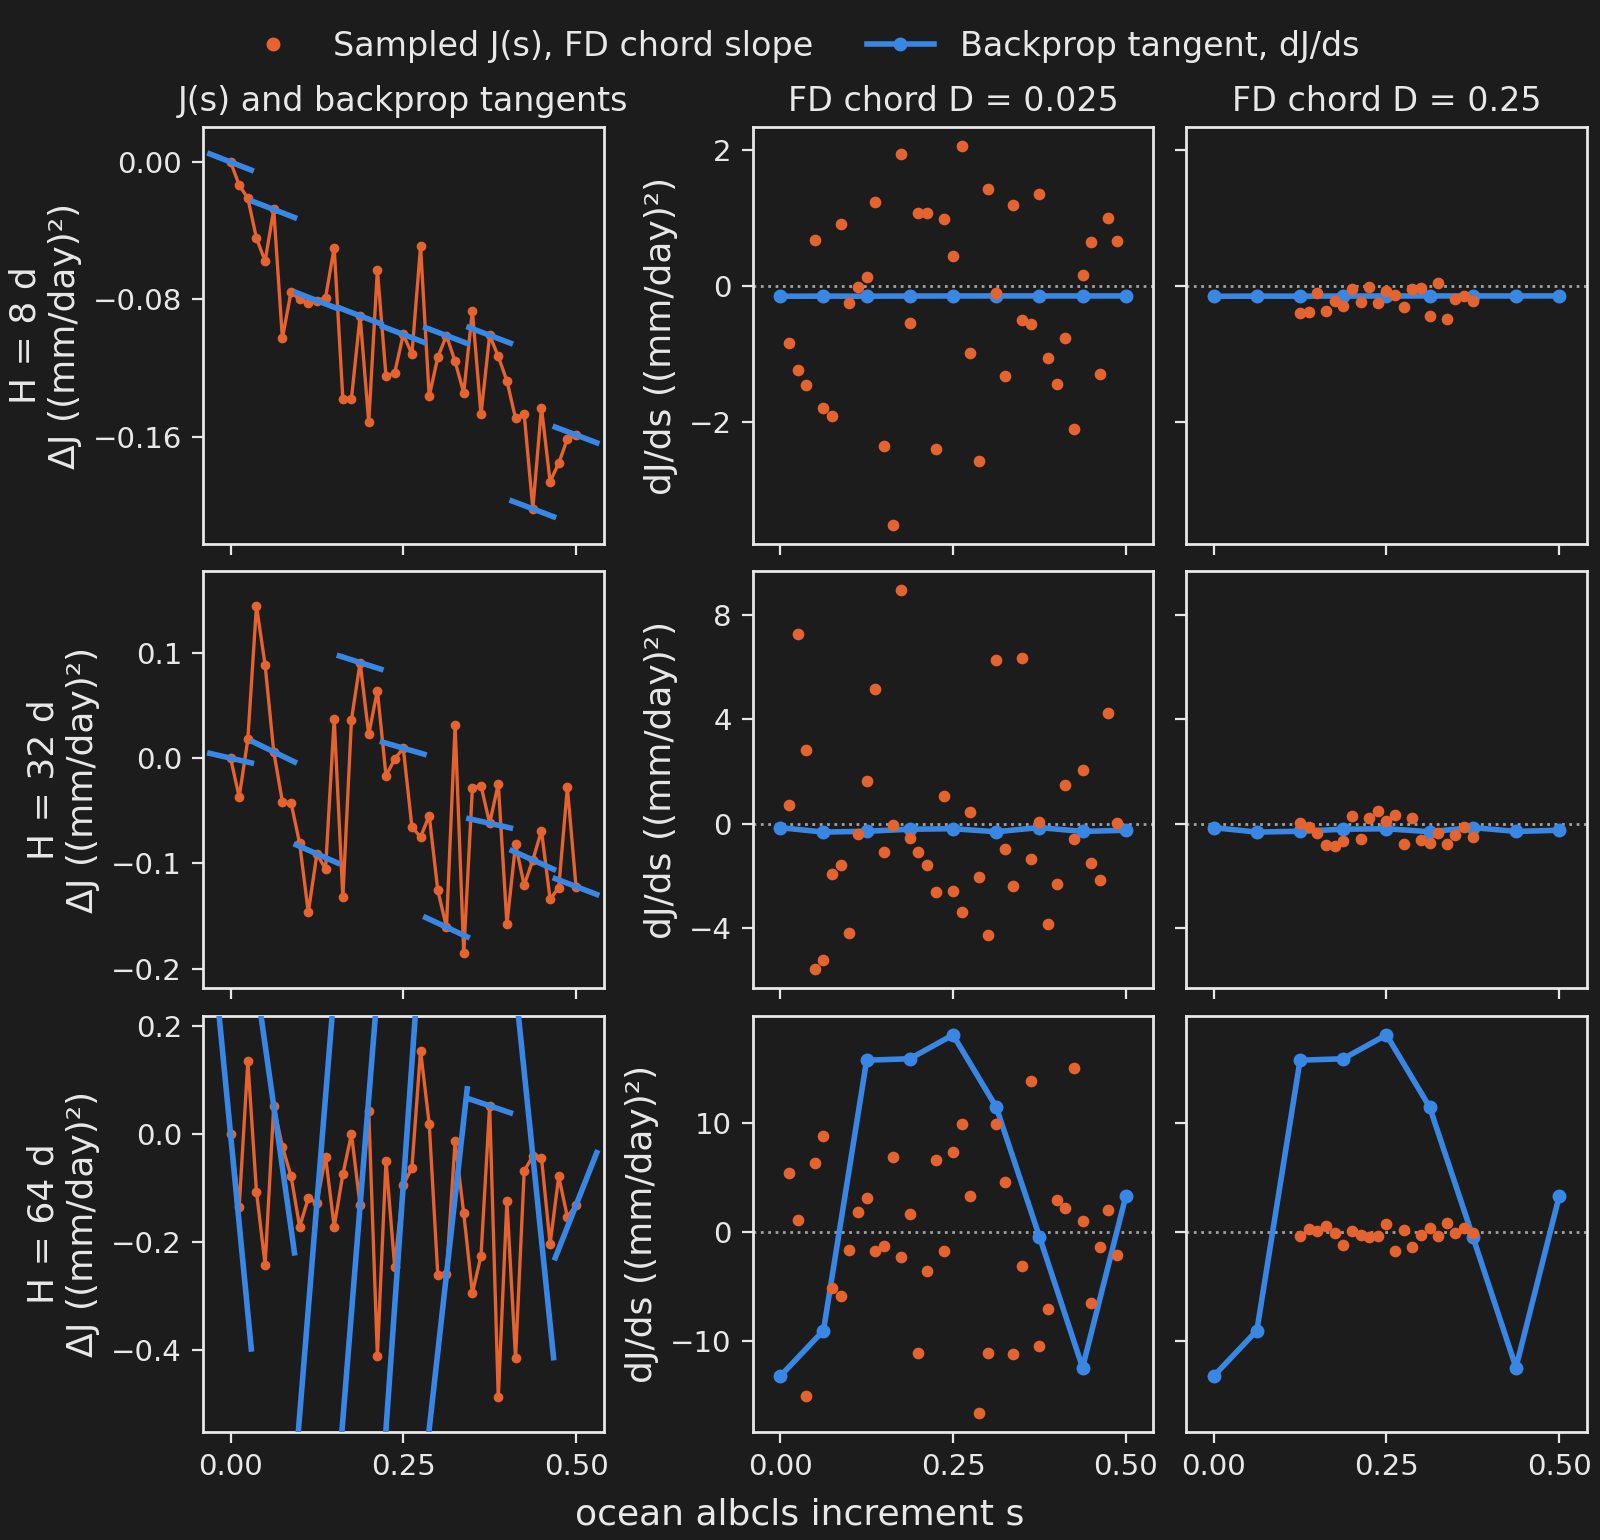 Sampled J(s), FD chord slope
Backprop tangent, dJ/ds
J(s) and backprop tangents
FD chord D = 0.025
FD chord D = 0.25
H = 8 d
ΔJ ((mm/day)²)
0.00
−0.08
−0.16
dJ/ds ((mm/day)²)
2
0
−2
H = 32 d
ΔJ ((mm/day)²)
0.1
0.0
−0.1
−0.2
dJ/ds ((mm/day)²)
8
4
0
−4
H = 64 d
ΔJ ((mm/day)²)
0.2
0.0
−0.2
−0.4
dJ/ds ((mm/day)²)
10
0
−10
0.00 0.25 0.50
0.00 0.25 0.50
0.00 0.25 0.50
ocean albcls increment s